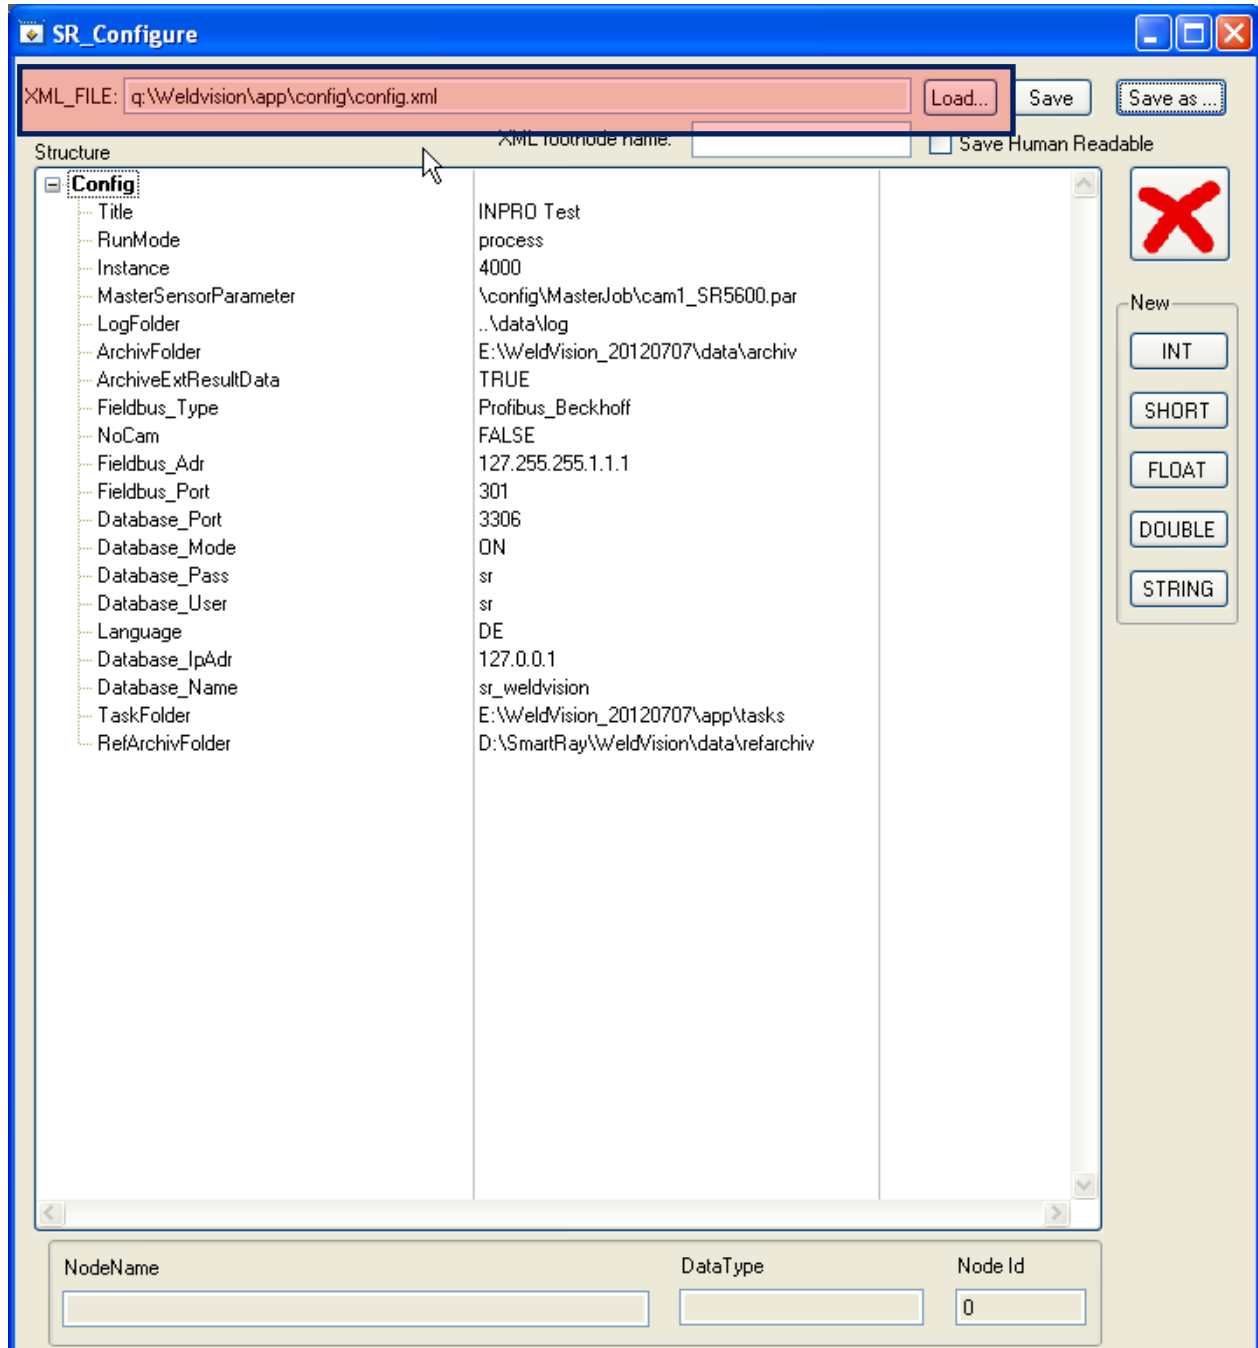 SR_Configure
XML_FILE: q:\Weldvision\app\config\config.xml Load... Save Save as ...
XML rootnode name: Save Human Readable
Structure
Config
Title INPRO Test
RunMode process
Instance 4000
MasterSensorParameter \config\MasterJob\cam1_SR5600.par
LogFolder ..\data\log
ArchivFolder E:\WeldVision_20120707\data\archiv
ArchiveExtResultData TRUE
Fieldbus_Type Profibus_Beckhoff
NoCam FALSE
Fieldbus_Adr 127.255.255.1.1.1
Fieldbus_Port 301
Database_Port 3306
Database_Mode ON
Database_Pass sr
Database_User sr
Language DE
Database_IpAdr 127.0.0.1
Database_Name sr_weldvision
TaskFolder E:\WeldVision_20120707\app\tasks
RefArchivFolder D:\SmartRay\WeldVision\data\refarchiv
New
INT
SHORT
FLOAT
DOUBLE
STRING
NodeName DataType Node Id
0